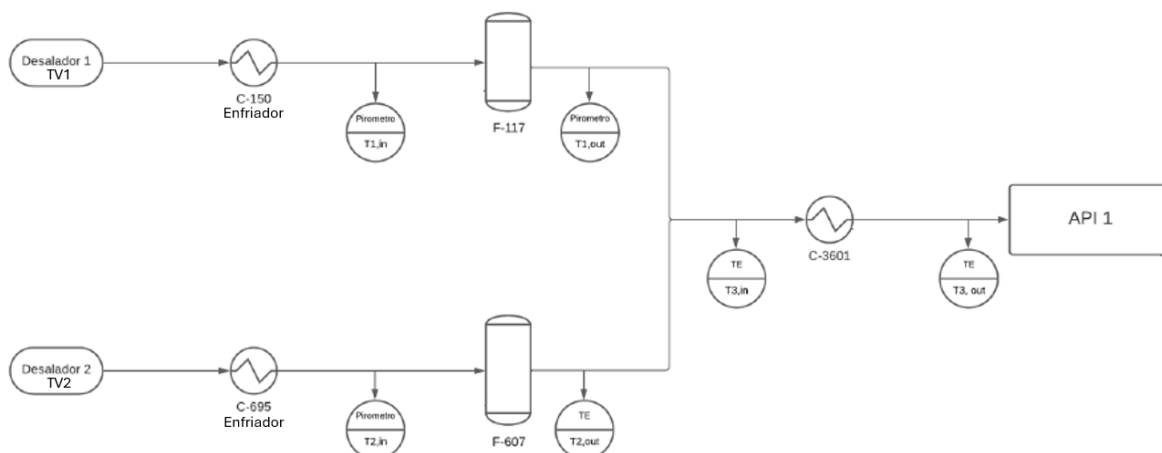 Desalador 1
TV1
C-150
Enfriador
Pirometro
T1,in
F-117
Pirometro
T1,out
TE
T3,in
C-3601
TE
T3, out
API 1
Desalador 2
TV2
C-695
Enfriador
Pirometro
T2,in
F-607
TE
T2,out